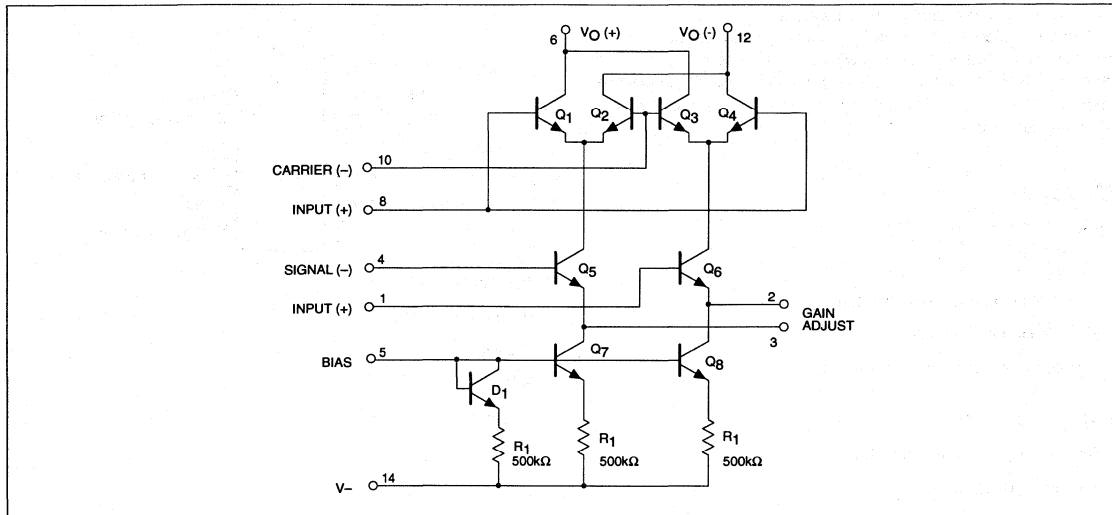 6 VO (+) VO (-) 12
Q1 Q2 Q3 Q4
CARRIER (–) 10
INPUT (+) 8
SIGNAL (–) 4 Q5 Q6
INPUT (+) 1
2 GAIN ADJUST 3
BIAS 5 Q7 Q8
D1
R1 500kΩ R1 500kΩ R1 500kΩ
V– 14